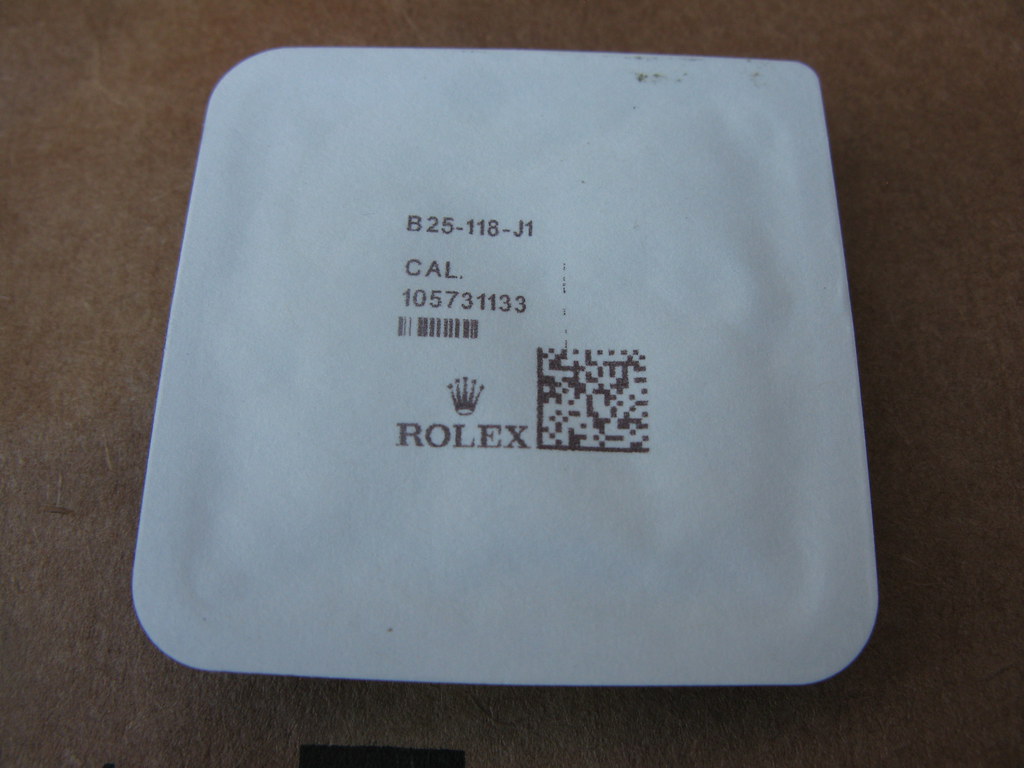 B25-118-J1
CAL.
105731133
ROLEX